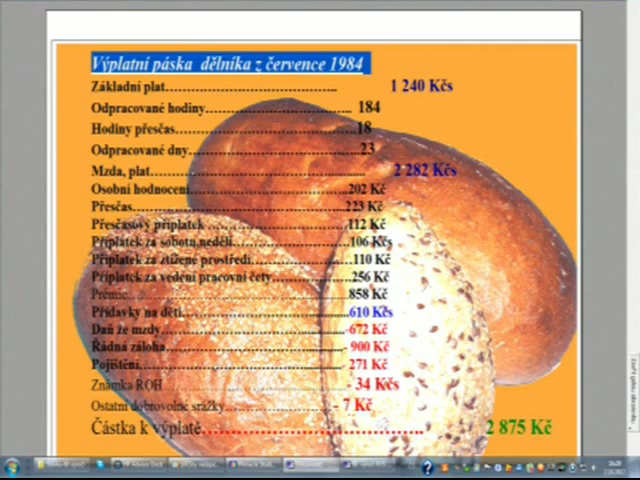 Výplatní páska dělníka z července 1984
Základní plat…………………………………….. 1 240 Kčs
Odpracované hodiny……………………………….. 184
Hodiny přesčas……………………………………….18
Odpracované dny……………………………………..23
Mzda, plat……………………………………………… 2 282 Kčs
Osobní hodnocení……………………………………202 Kč
Přesčas………………………………………………223 Kč
Přesčasový příplatek ………………………………112 Kč
Příplatek za sobotu,neděli…………………………106 Kčs
Příplatek za ztížené prostředí……………………110 Kč
Příplatek za vedení pracovní čety…………………256 Kč
Prémie…………………………………………………858 Kč
Přídavky na děti……………………………………610 Kčs
Daň ze mzdy…………………………………………-672 Kč
Řádná záloha………………………………………- 900 Kč
Pojištění……………………………………………- 271 Kč
Známka ROH………………………………………- 34 Kčs
Ostatní dobrovolné srážky………………………- 7 Kč
Částka k výplatě………………………………….. 2 875 Kč